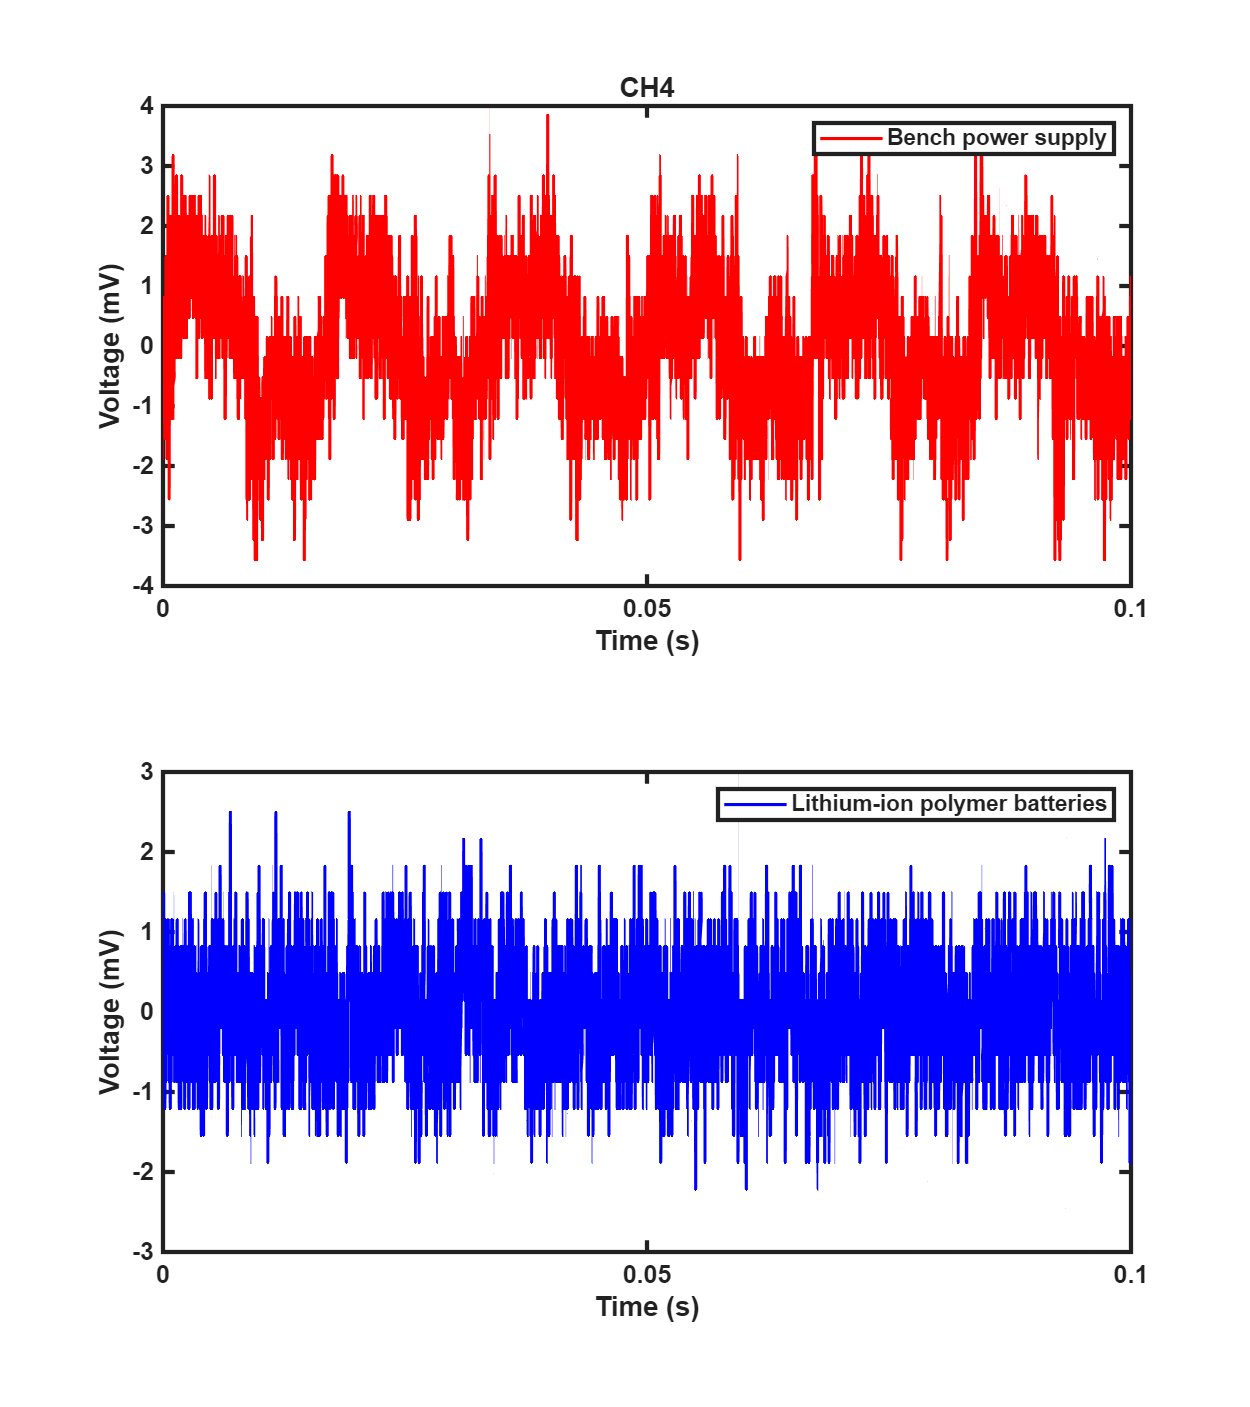 CH4
4
Bench power supply
3
2
1
0
-1
-2
-3
-4
Voltage (mV)
0 0.05 0.1
Time (s)
3
Lithium-ion polymer batteries
2
1
0
-1
-2
-3
Voltage (mV)
0 0.05 0.1
Time (s)